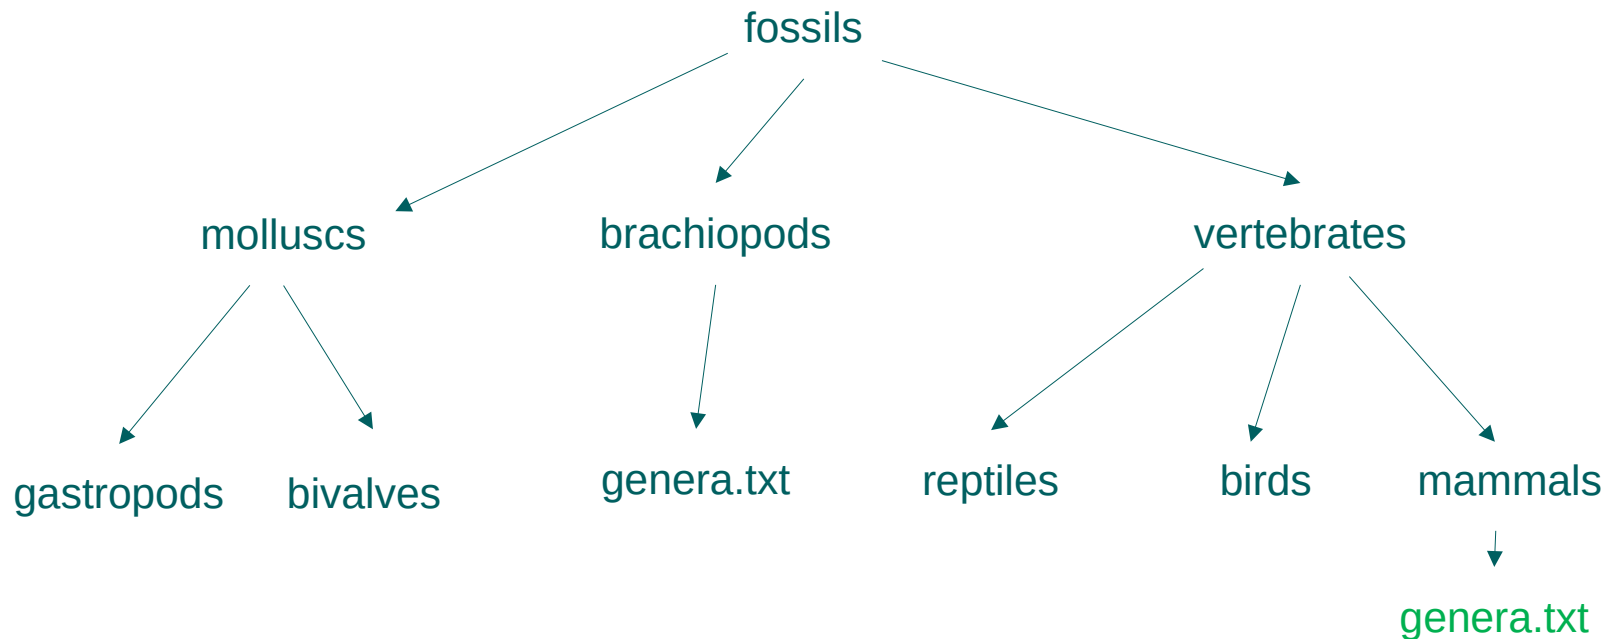 fossils
molluscs
brachiopods
vertebrates
gastropods
bivalves
genera.txt
reptiles
birds
mammals
genera.txt